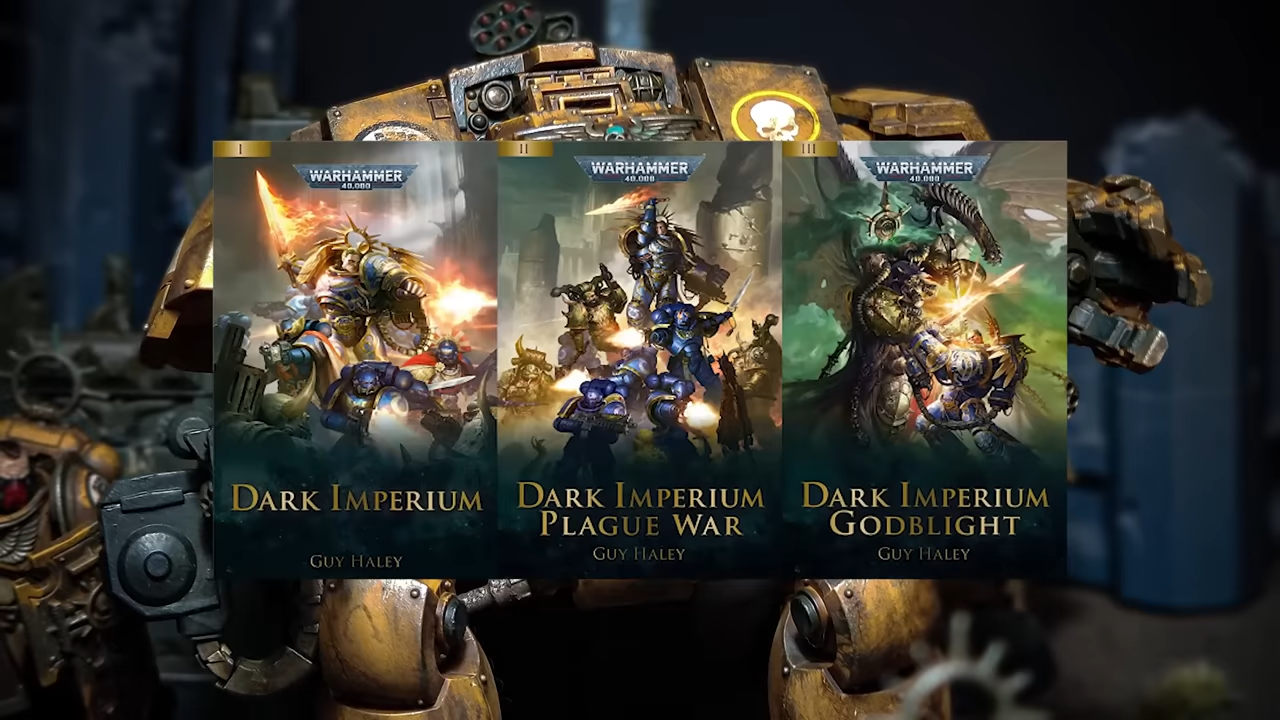 I
WARHAMMER
40,000
DARK IMPERIUM
GUY HALEY
II
WARHAMMER
40,000
DARK IMPERIUM
PLAGUE WAR
GUY HALEY
III
WARHAMMER
40,000
DARK IMPERIUM
GODBLIGHT
GUY HALEY